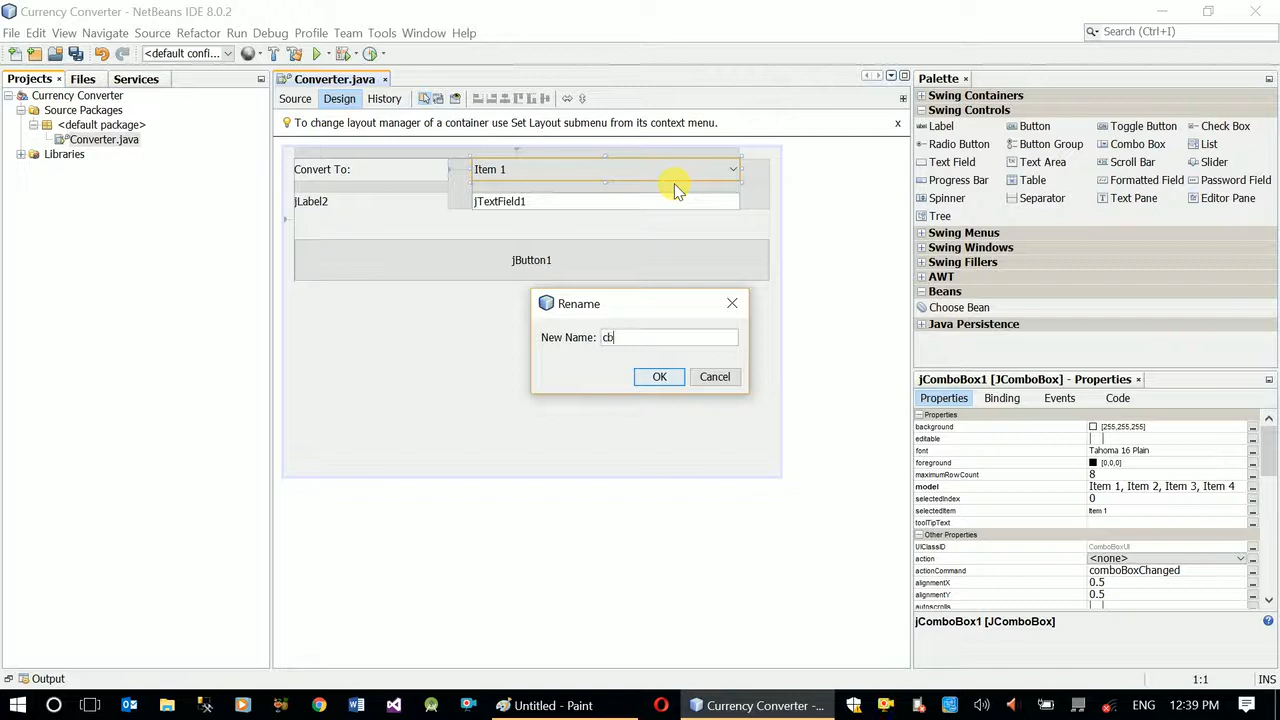 Currency Converter - NetBeans IDE 8.0.2
File Edit View Navigate Source Refactor Run Debug Profile Team Tools Window Help
Search (Ctrl+I)
<default confi...
Projects
Files
Services
Currency Converter
Source Packages
<default package>
Converter.java
Libraries
Converter.java
Source Design History
To change layout manager of a container use Set Layout submenu from its context menu.
x
Convert To:
Item 1
jLabel2
jTextField1
jButton1
Rename
New Name: cb
OK Cancel
Palette
Swing Containers
Swing Controls
Label Button Toggle Button Check Box
Radio Button Button Group Combo Box List
Text Field Text Area Scroll Bar Slider
Progress Bar Table Formatted Field Password Field
Spinner Separator Text Pane Editor Pane
Tree
Swing Menus
Swing Windows
Swing Fillers
AWT
Beans
Choose Bean
Java Persistence
jComboBox1 [JComboBox] - Properties
Properties Binding Events Code
Properties
background [255,255,255]
editable
font Tahoma 16 Plain
foreground [0,0,0]
maximumRowCount 8
model Item 1, Item 2, Item 3, Item 4
selectedIndex 0
selectedItem Item 1
toolTipText
Other Properties
UIClassID ComboBoxUI
action <none>
actionCommand comboBoxChanged
alignmentX 0.5
alignmentY 0.5
autoscrolls
jComboBox1 [JComboBox]
Output
1:1 INS
Untitled - Paint
Currency Converter -...
12:39 PM